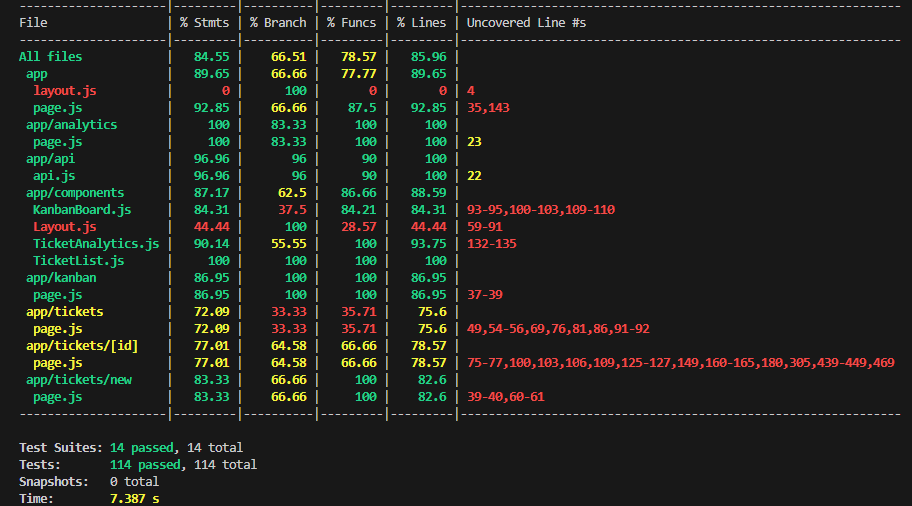 --------------------|---------|----------|---------|---------|-----------------------------------------------------------
File                | % Stmts | % Branch | % Funcs | % Lines | Uncovered Line #s
--------------------|---------|----------|---------|---------|-----------------------------------------------------------
All files           |   84.55 |    66.51 |   78.57 |   85.96 |
 app                |   89.65 |    66.66 |   77.77 |   89.65 |
  layout.js         |       0 |      100 |       0 |       0 | 4
  page.js           |   92.85 |    66.66 |    87.5 |   92.85 | 35,143
 app/analytics      |     100 |    83.33 |     100 |     100 |
  page.js           |     100 |    83.33 |     100 |     100 | 23
 app/api            |   96.96 |       96 |      90 |     100 |
  api.js            |   96.96 |       96 |      90 |     100 | 22
 app/components     |   87.17 |     62.5 |   86.66 |   88.59 |
  KanbanBoard.js    |   84.31 |     37.5 |   84.21 |   84.31 | 93-95,100-103,109-110
  Layout.js         |   44.44 |      100 |   28.57 |   44.44 | 59-91
  TicketAnalytics.js |   90.14 |    55.55 |     100 |   93.75 | 132-135
  TicketList.js     |     100 |      100 |     100 |     100 |
 app/kanban         |   86.95 |      100 |     100 |   86.95 |
  page.js           |   86.95 |      100 |     100 |   86.95 | 37-39
 app/tickets        |   72.09 |    33.33 |   35.71 |    75.6 |
  page.js           |   72.09 |    33.33 |   35.71 |    75.6 | 49,54-56,69,76,81,86,91-92
 app/tickets/[id]   |   77.01 |    64.58 |   66.66 |   78.57 |
  page.js           |   77.01 |    64.58 |   66.66 |   78.57 | 75-77,100,103,106,109,125-127,149,160-165,180,305,439-449,469
 app/tickets/new    |   83.33 |    66.66 |     100 |    82.6 |
  page.js           |   83.33 |    66.66 |     100 |    82.6 | 39-40,60-61
--------------------|---------|----------|---------|---------|-----------------------------------------------------------
Test Suites: 14 passed, 14 total
Tests:       114 passed, 114 total
Snapshots:   0 total
Time:        7.387 s